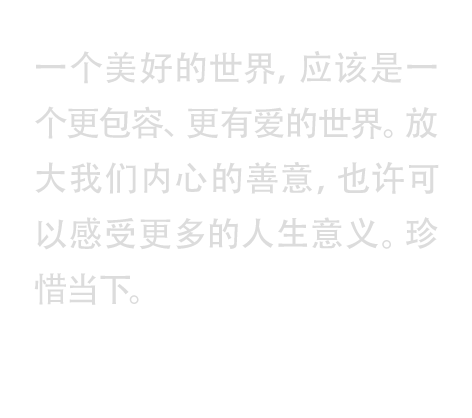 一个美好的世界，应该是一
个更包容、更有爱的世界。放
大我们内心的善意，也许可
以感受更多的人生意义。珍
惜当下。